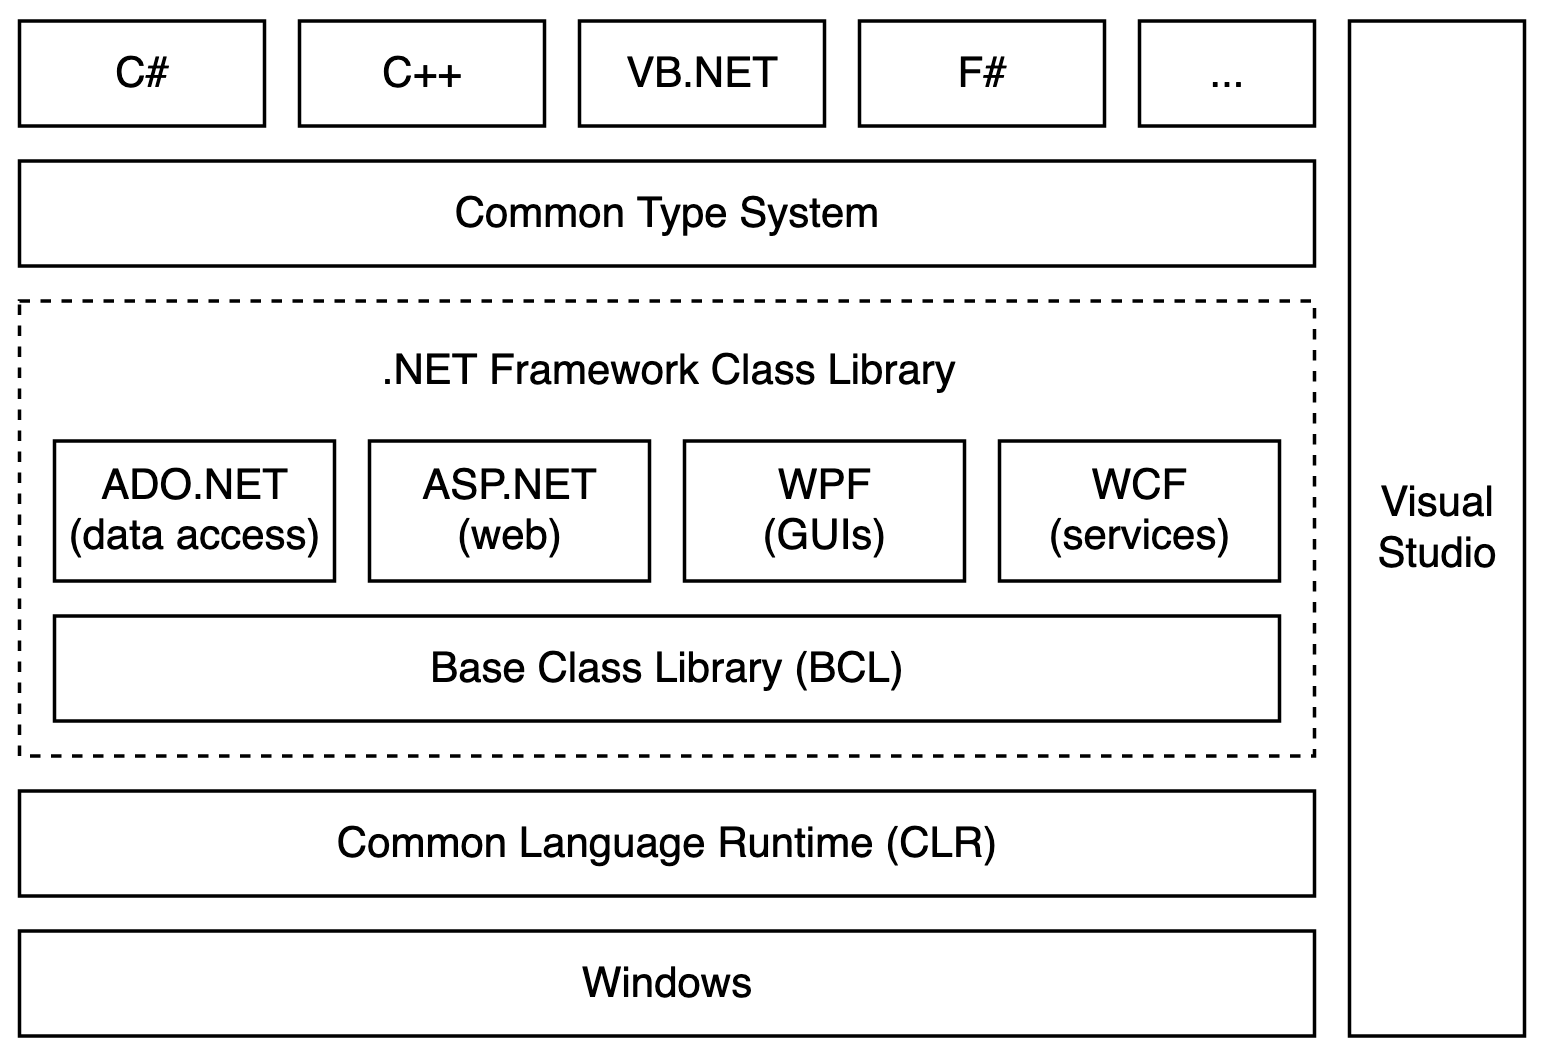 C#
C++
VB.NET
F#
...
Common Type System
.NET Framework Class Library
ADO.NET
(data access)
ASP.NET
(web)
WPF
(GUIs)
WCF
(services)
Base Class Library (BCL)
Common Language Runtime (CLR)
Windows
Visual
Studio